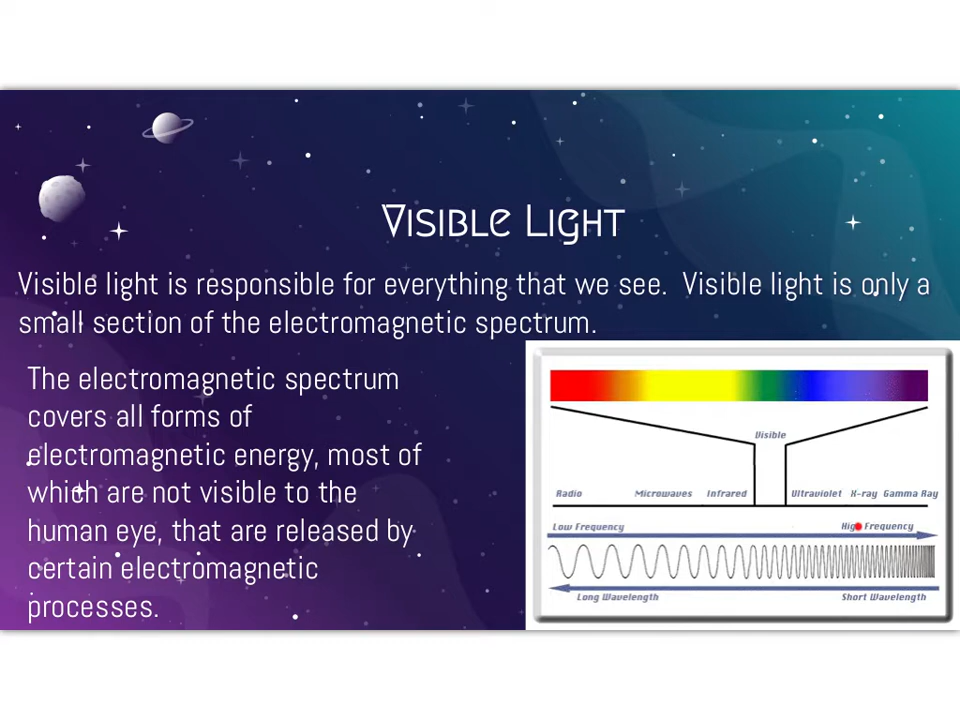 Visible Light
Visible light is responsible for everything that we see. Visible light is only a
small section of the electromagnetic spectrum.
The electromagnetic spectrum
covers all forms of
electromagnetic energy, most of
which are not visible to the
human eye, that are released by
certain electromagnetic
processes.
Visible
Radio Microwaves Infrared Ultraviolet X-ray Gamma Ray
Low Frequency High Frequency
Long Wavelength Short Wavelength